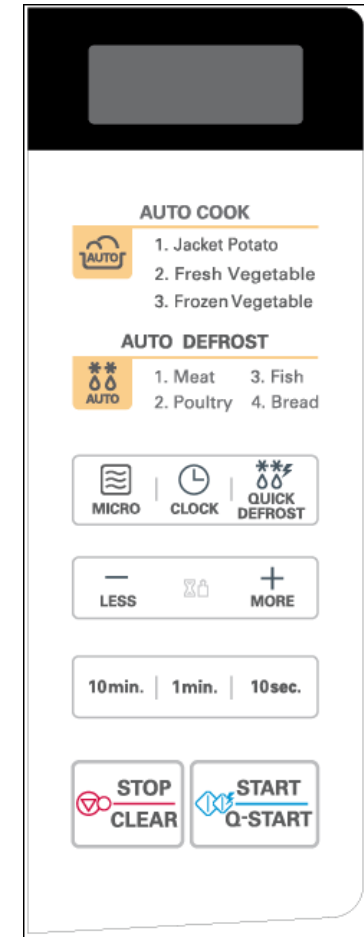 AUTO COOK
AUTO
1. Jacket Potato
2. Fresh Vegetable
3. Frozen Vegetable
AUTO DEFROST
AUTO
1. Meat 3. Fish
2. Poultry 4. Bread
MICRO CLOCK QUICK DEFROST
LESS MORE
10min. 1min. 10sec.
STOP START
CLEAR Q-START